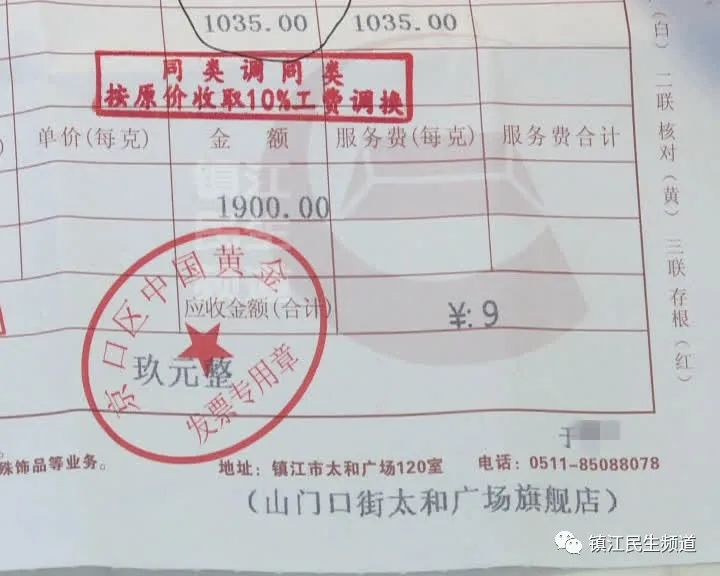 1035.00 1035.00
同类调同类
按原价收取10%工费调换
单价(每克) 金额 服务费(每克) 服务费合计
1900.00
京口区中国黄金
应收金额(合计) ¥:9
玖元整
发票专用章
殊饰品等业务。
地址：镇江市太和广场120室 电话：0511-85088078
(山门口街太和广场旗舰店)
(白) 二联 核对 (黄) 三联 存根 (红)
镇江民生频道